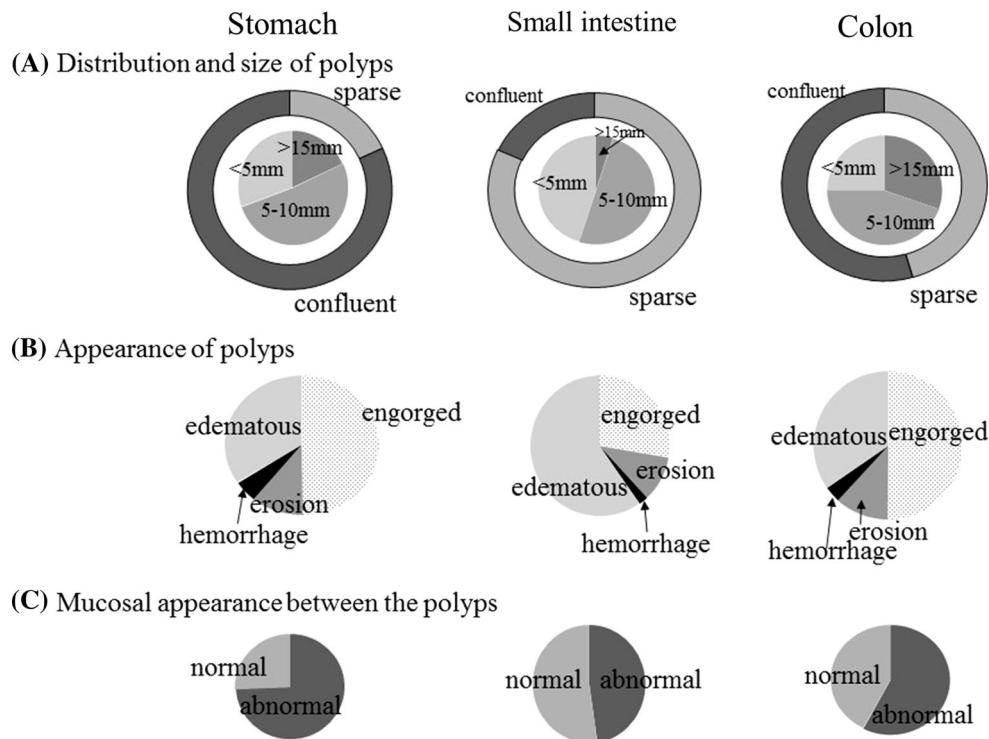 Stomach
Small intestine
Colon
(A) Distribution and size of polyps
sparse
>15mm
<5mm
5-10mm
confluent
confluent
>15mm
<5mm
5-10mm
sparse
confluent
<5mm
>15mm
5-10mm
sparse
(B) Appearance of polyps
engorged
edematous
erosion
hemorrhage
engorged
erosion
edematous
hemorrhage
edematous
engorged
erosion
hemorrhage
(C) Mucosal appearance between the polyps
normal
abnormal
normal
abnormal
normal
abnormal